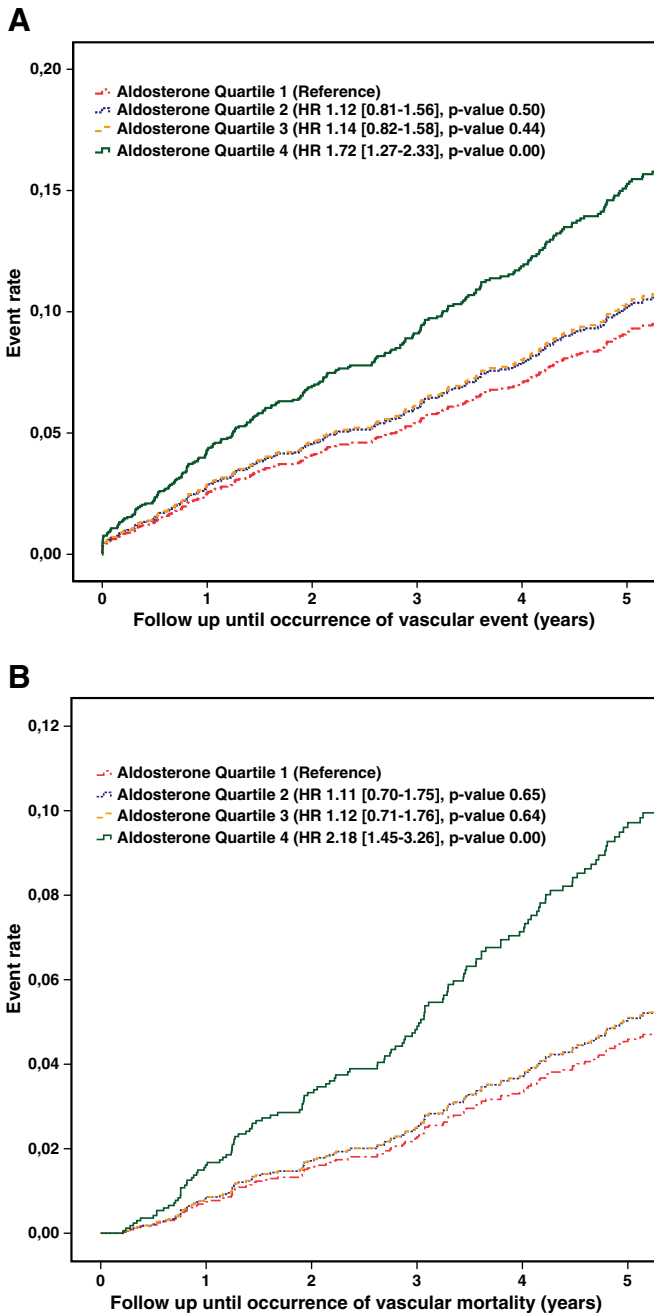 A
0,20
Aldosterone Quartile 1 (Reference)
Aldosterone Quartile 2 (HR 1.12 [0.81-1.56], p-value 0.50)
Aldosterone Quartile 3 (HR 1.14 [0.82-1.58], p-value 0.44)
Aldosterone Quartile 4 (HR 1.72 [1.27-2.33], p-value 0.00)
0,15
Event rate
0,10
0,05
0,00
0 1 2 3 4 5
Follow up until occurrence of vascular event (years)
B
0,12
Aldosterone Quartile 1 (Reference)
Aldosterone Quartile 2 (HR 1.11 [0.70-1.75], p-value 0.65)
Aldosterone Quartile 3 (HR 1.12 [0.71-1.76], p-value 0.64)
Aldosterone Quartile 4 (HR 2.18 [1.45-3.26], p-value 0.00)
0,10
0,08
Event rate
0,06
0,04
0,02
0,00
0 1 2 3 4 5
Follow up until occurrence of vascular mortality (years)